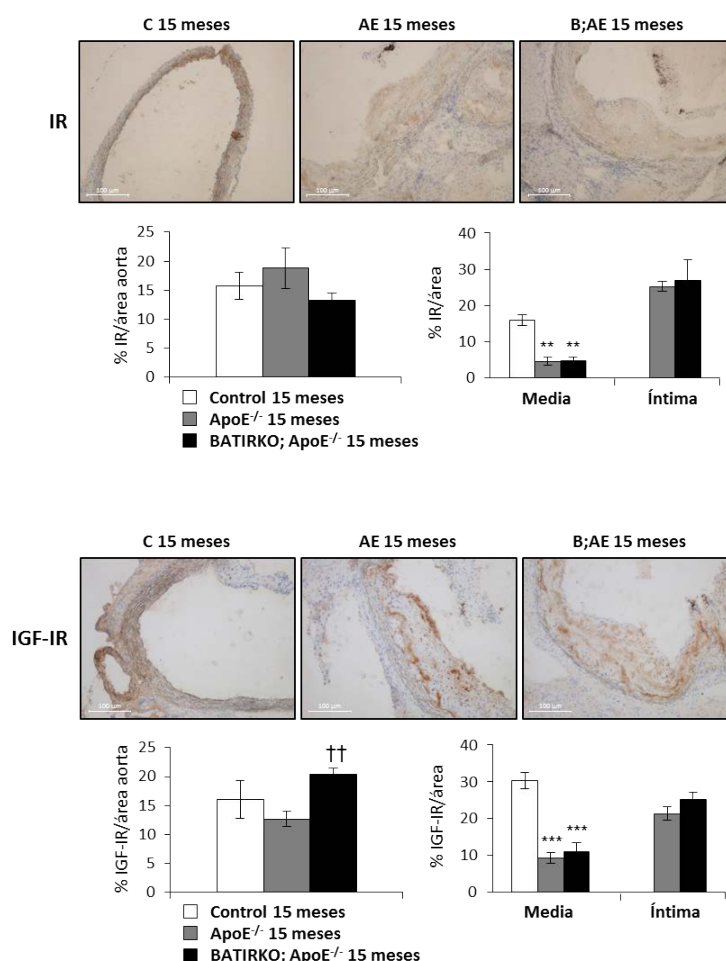 C 15 meses
AE 15 meses
B;AE 15 meses
IR
100 µm
100 µm
100 µm
% IR/área aorta
25
20
15
10
5
0
Control 15 meses
ApoE-/- 15 meses
BATIRKO; ApoE-/- 15 meses
% IR/área
40
30
20
10
0
**
**
Media
Íntima
C 15 meses
AE 15 meses
B;AE 15 meses
IGF-IR
100 µm
100 µm
100 µm
% IGF-IR/área aorta
25
20
15
10
5
0
††
Control 15 meses
ApoE-/- 15 meses
BATIRKO; ApoE-/- 15 meses
% IGF-IR/área
40
30
20
10
0
***
***
Media
Íntima